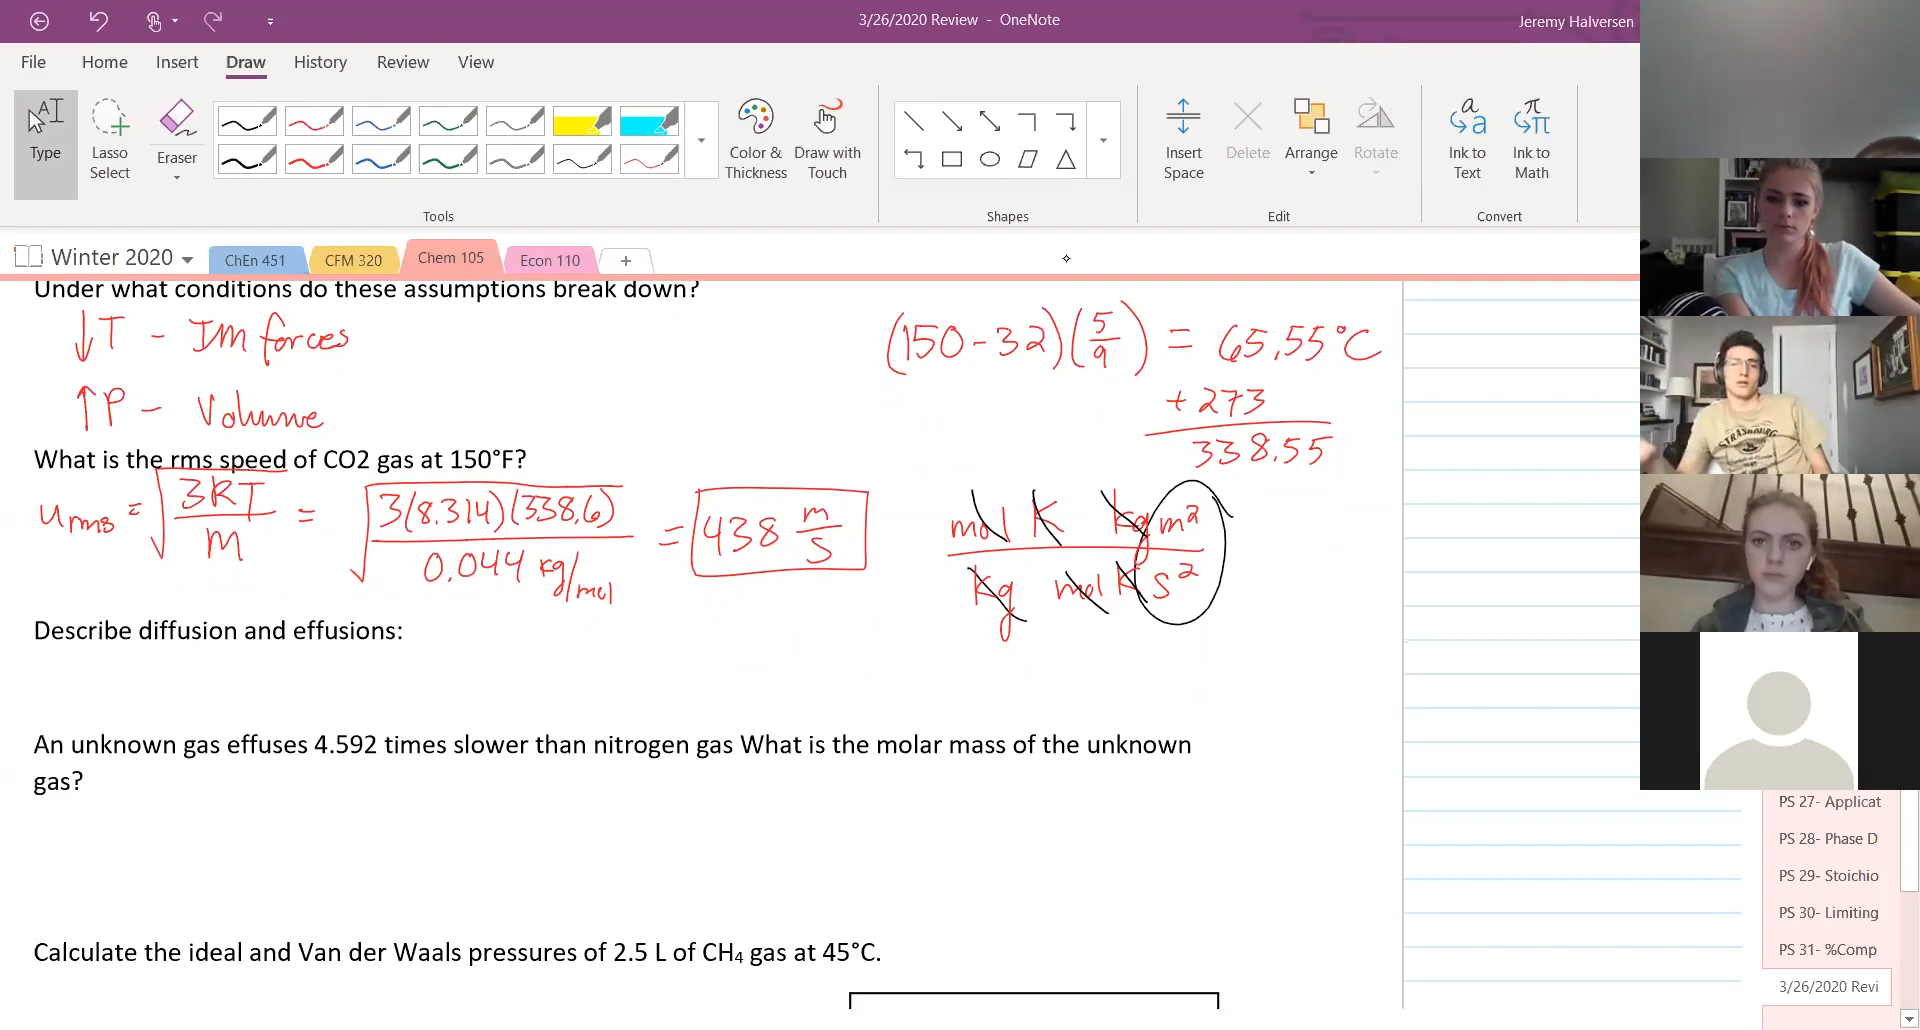 3/26/2020 Review - OneNote
Jeremy Halversen
File Home Insert Draw History Review View
Type
Lasso Select
Eraser
Color & Thickness
Draw with Touch
Insert Space
Delete
Arrange
Rotate
Ink to Text
Ink to Math
Tools
Shapes
Edit
Convert
Winter 2020
ChEn 451
CFM 320
Chem 105
Econ 110
+
Under what conditions do these assumptions break down?
↓T - IM forces
↑P - Volume
(150-32)(5/9) = 65.55°C
+273
338.55
What is the rms speed of CO2 gas at 150°F?
u rms = √(3RT/M) = √(3(8.314)(338.6)/0.044 kg/mol) = 438 m/s
mol K kg m²
kg mol K s²
Describe diffusion and effusions:
An unknown gas effuses 4.592 times slower than nitrogen gas What is the molar mass of the unknown
gas?
Calculate the ideal and Van der Waals pressures of 2.5 L of CH₄ gas at 45°C.
STRASBOURG
PS 27- Applicat
PS 28- Phase D
PS 29- Stoichio
PS 30- Limiting
PS 31- %Comp
3/26/2020 Revi